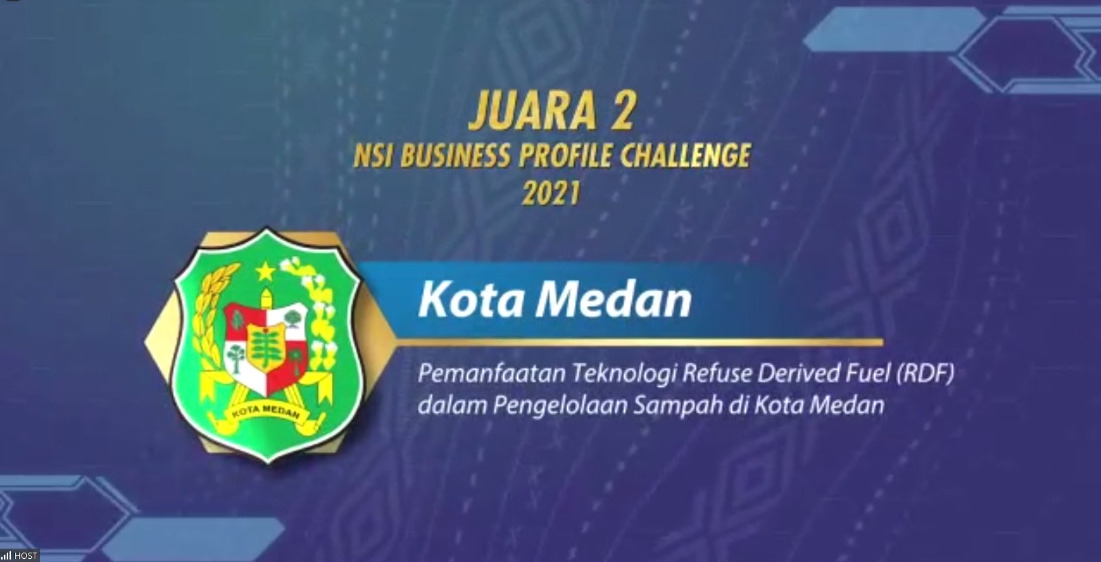 JUARA 2
NSI BUSINESS PROFILE CHALLENGE
2021
KOTA MEDAN
Kota Medan
Pemanfaatan Teknologi Refuse Derived Fuel (RDF)
dalam Pengelolaan Sampah di Kota Medan
HOST